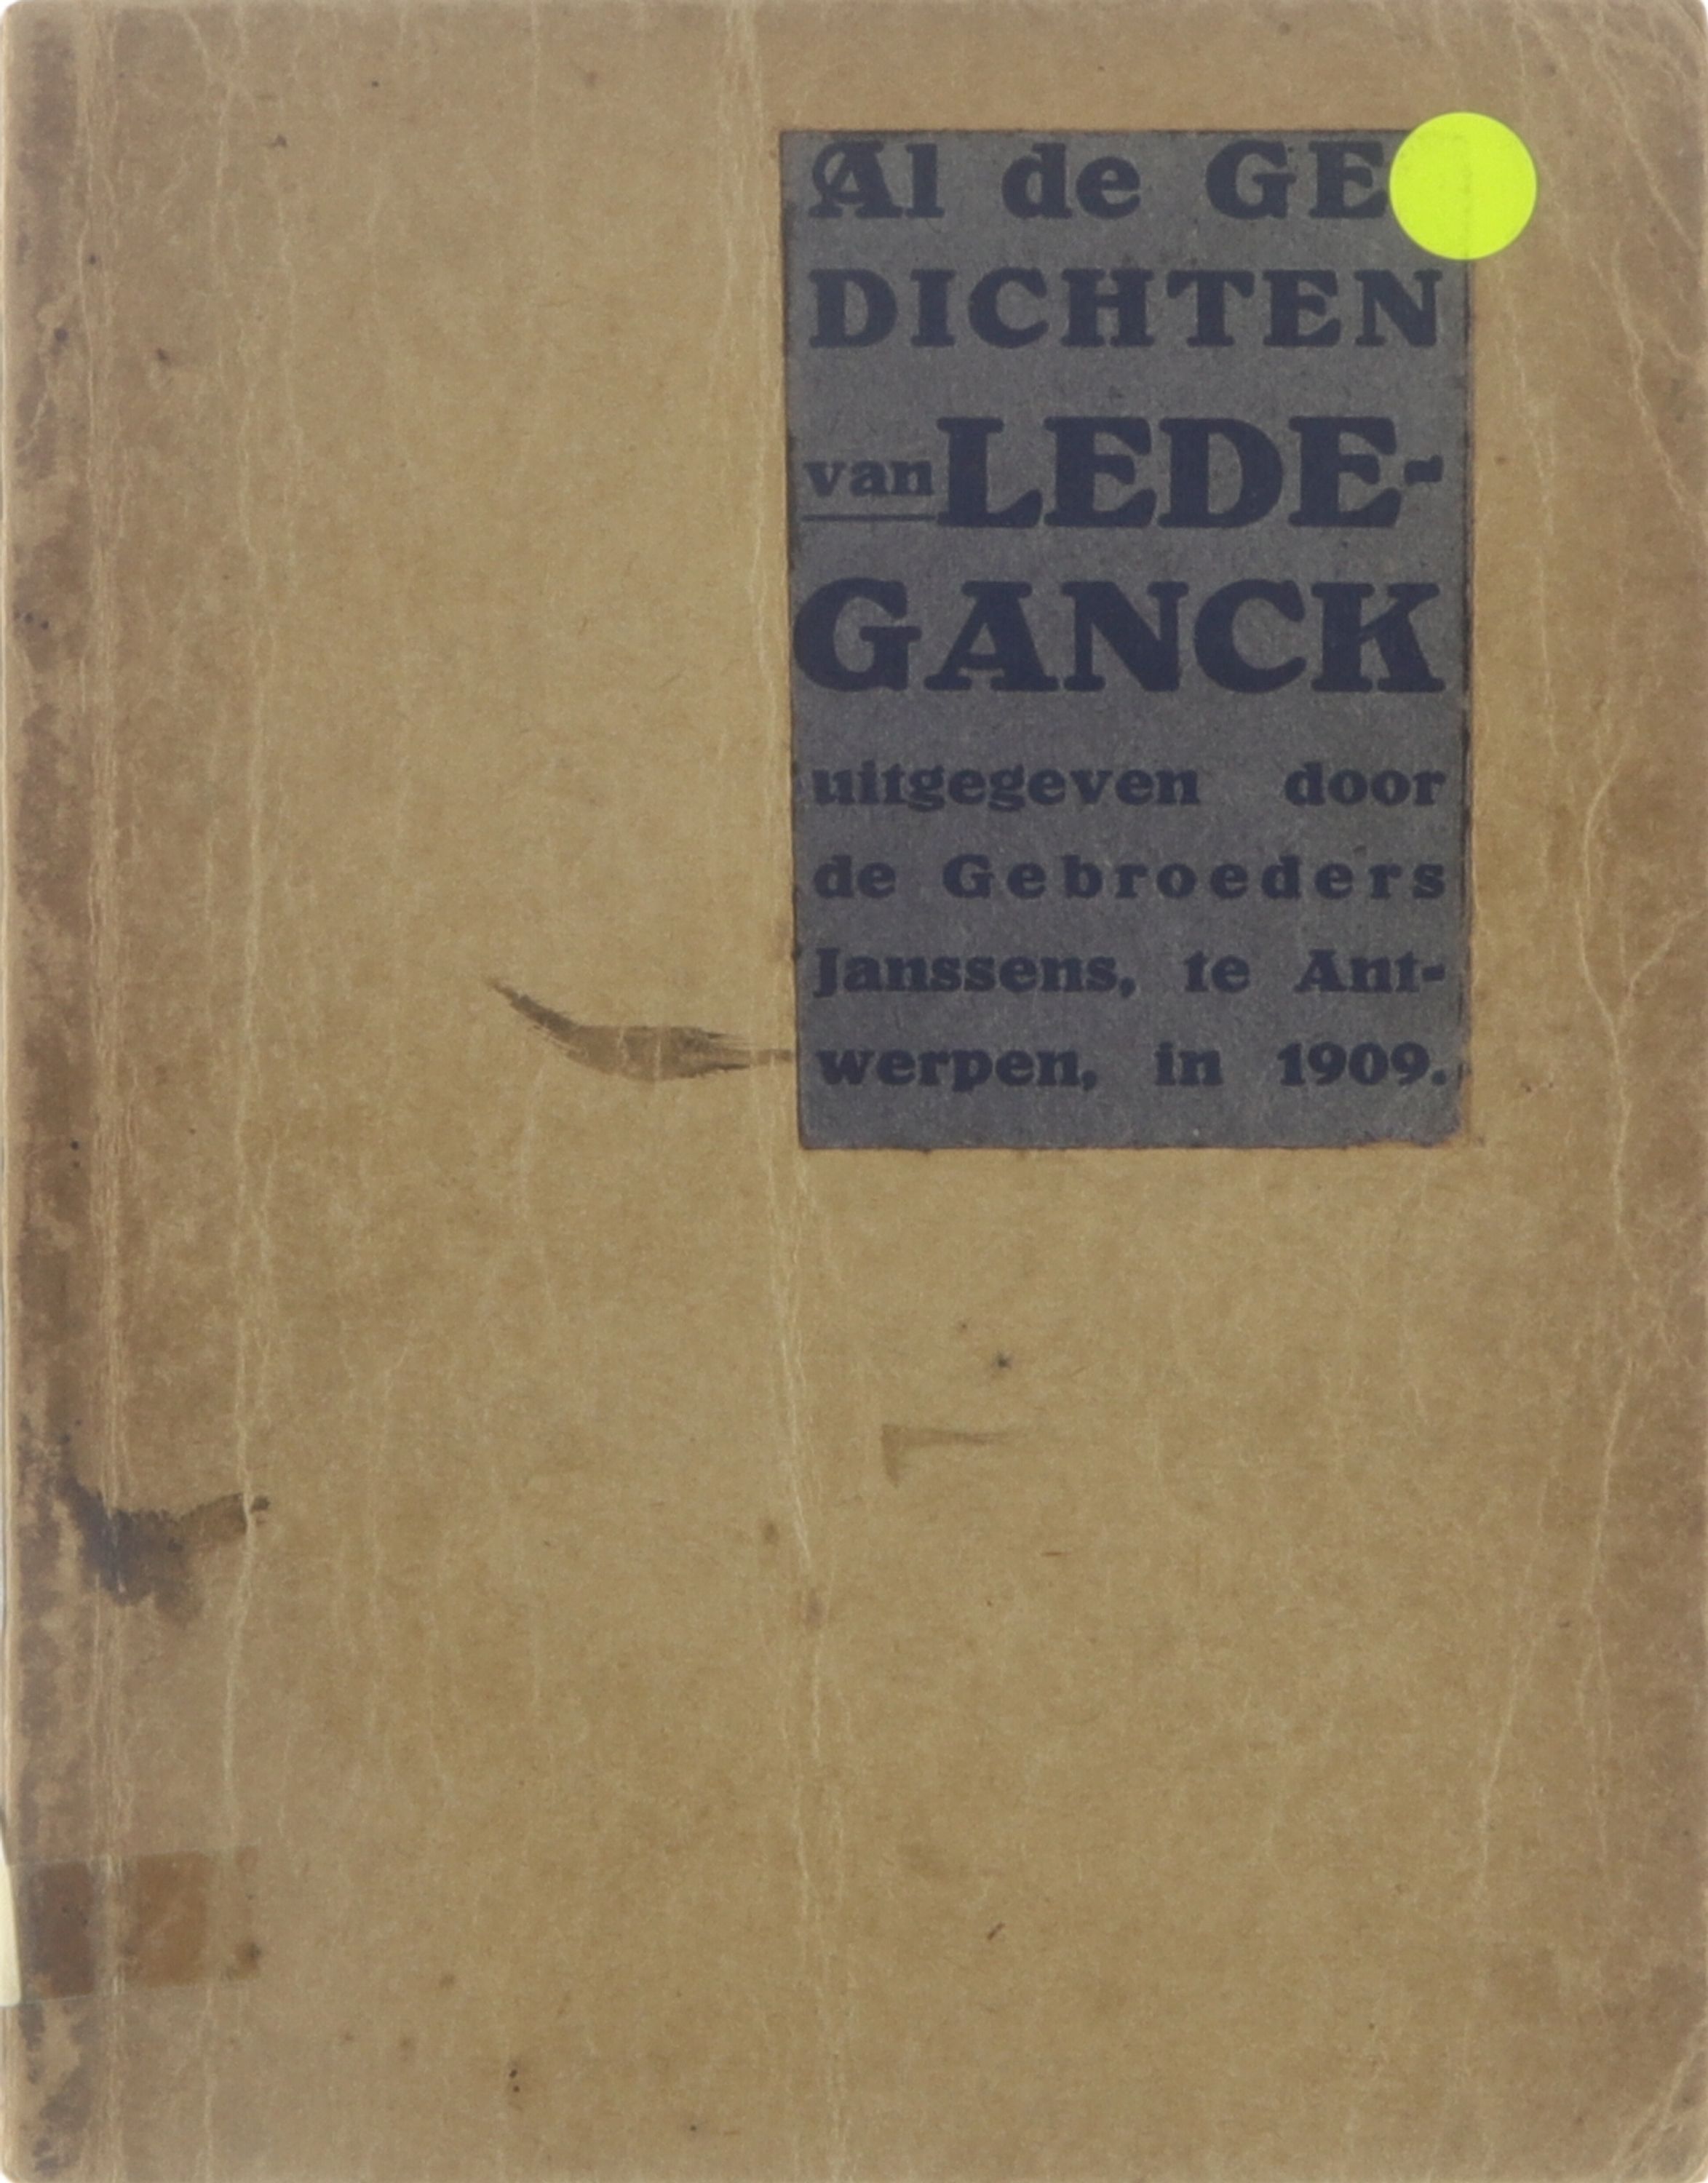 Al de GE
DICHTEN
van LEDE-
GANCK
uitgegeven door
de Gebroeders
Janssens, te Ant-
werpen, in 1909.